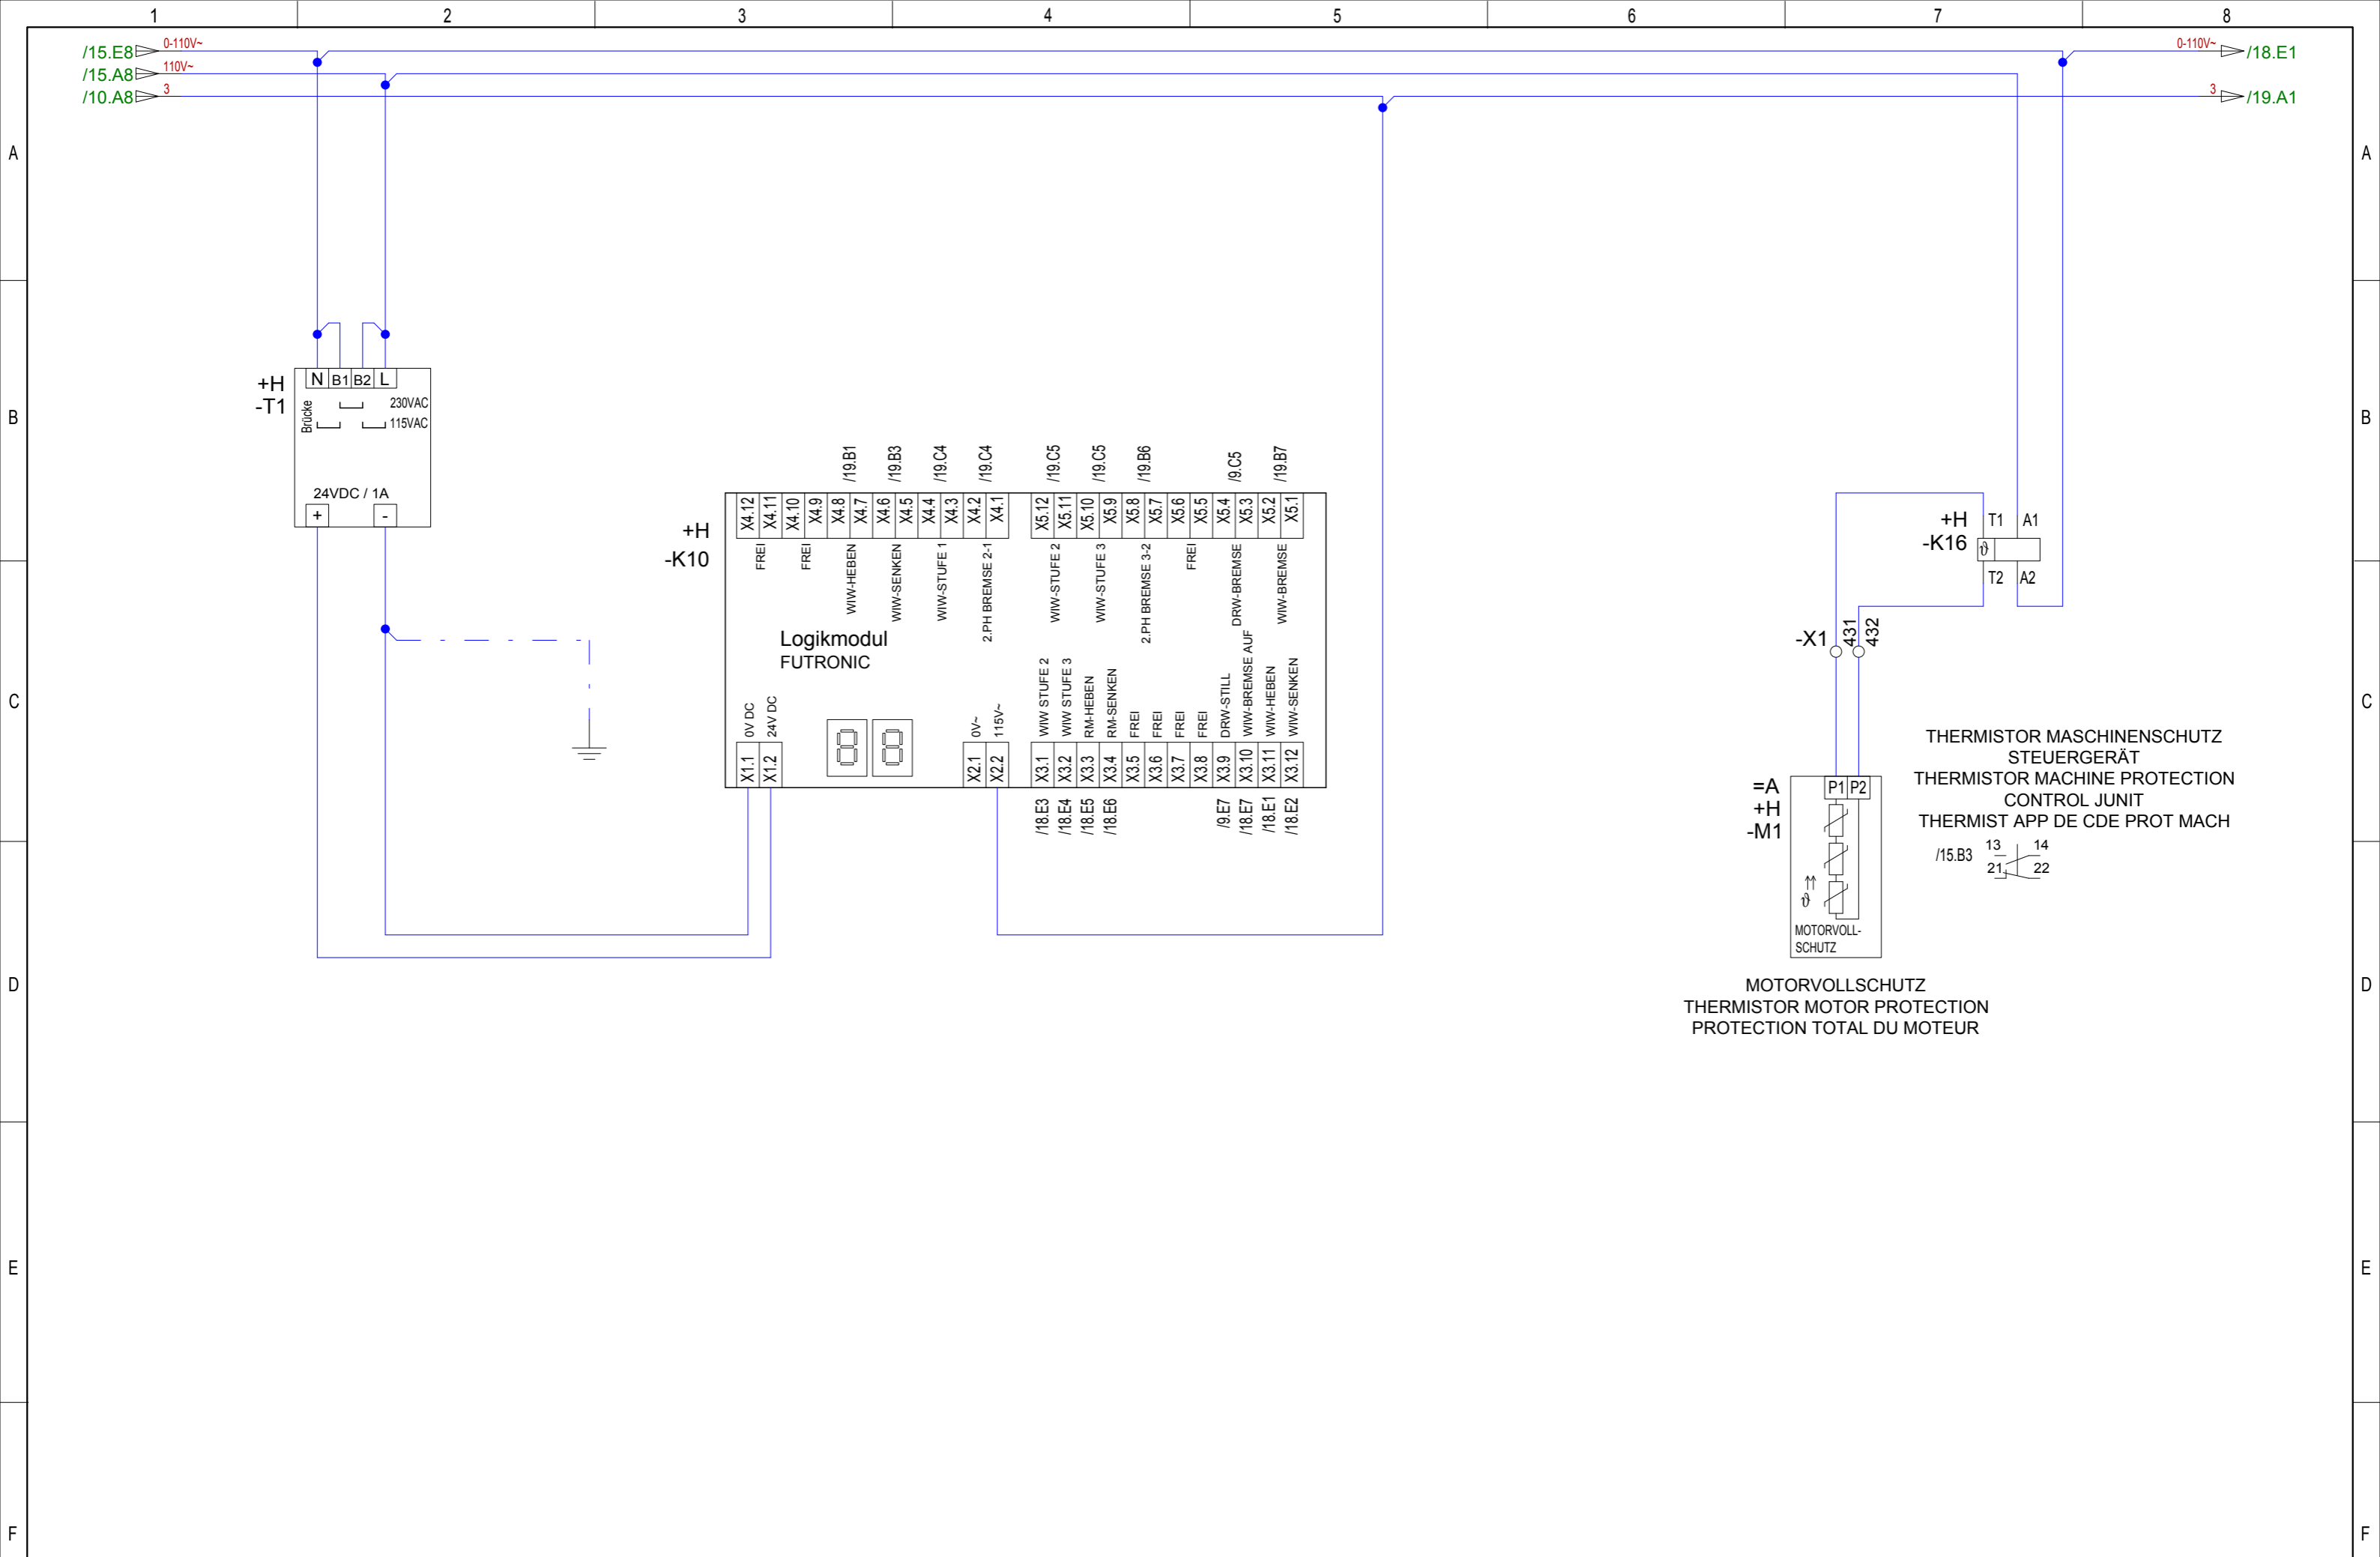 1 2 3 4 5 6 7 8
/15.E8 0-110V~ 0-110V~ /18.E1
/15.A8 110V~
/10.A8 3 3 /19.A1
A A
B B
C C
D D
E E
F F
+H
-T1
N B1 B2 L
Brücke
230VAC
115VAC
24VDC / 1A
+ -
+H
-K10
/19.B1 /19.B3 /19.C4 /19.C4 /19.C5 /19.C5 /19.B6 /9.C5 /19.B7
X4.12 X4.11 X4.10 X4.9 X4.8 X4.7 X4.6 X4.5 X4.4 X4.3 X4.2 X4.1
X5.12 X5.11 X5.10 X5.9 X5.8 X5.7 X5.6 X5.5 X5.4 X5.3 X5.2 X5.1
FREI
FREI
WIW-HEBEN
WIW-SENKEN
WIW-STUFE 1
2.PH BREMSE 2-1
WIW-STUFE 2
WIW-STUFE 3
2.PH BREMSE 3-2
FREI
DRW-BREMSE
WIW-BREMSE
Logikmodul
FUTRONIC
0V DC
24V DC
0V~
115V~
WIW STUFE 2
WIW STUFE 3
RM-HEBEN
RM-SENKEN
FREI
FREI
FREI
FREI
DRW-STILL
WIW-BREMSE AUF
WIW-HEBEN
WIW-SENKEN
88
X1.1 X1.2 X2.1 X2.2
X3.1 X3.2 X3.3 X3.4 X3.5 X3.6 X3.7 X3.8 X3.9 X3.10 X3.11 X3.12
/18.E3 /18.E4 /18.E5 /18.E6 /9.E7 /18.E7 /18.E1 /18.E2
+H
-K16
T1 A1
ϑ
T2 A2
-X1 431 432
=A
+H
-M1
P1 P2
ϑ
MOTORVOLL-
SCHUTZ
THERMISTOR MASCHINENSCHUTZ
STEUERGERÄT
THERMISTOR MACHINE PROTECTION
CONTROL JUNIT
THERMIST APP DE CDE PROT MACH
/15.B3 13 14
21 22
MOTORVOLLSCHUTZ
THERMISTOR MOTOR PROTECTION
PROTECTION TOTAL DU MOTEUR